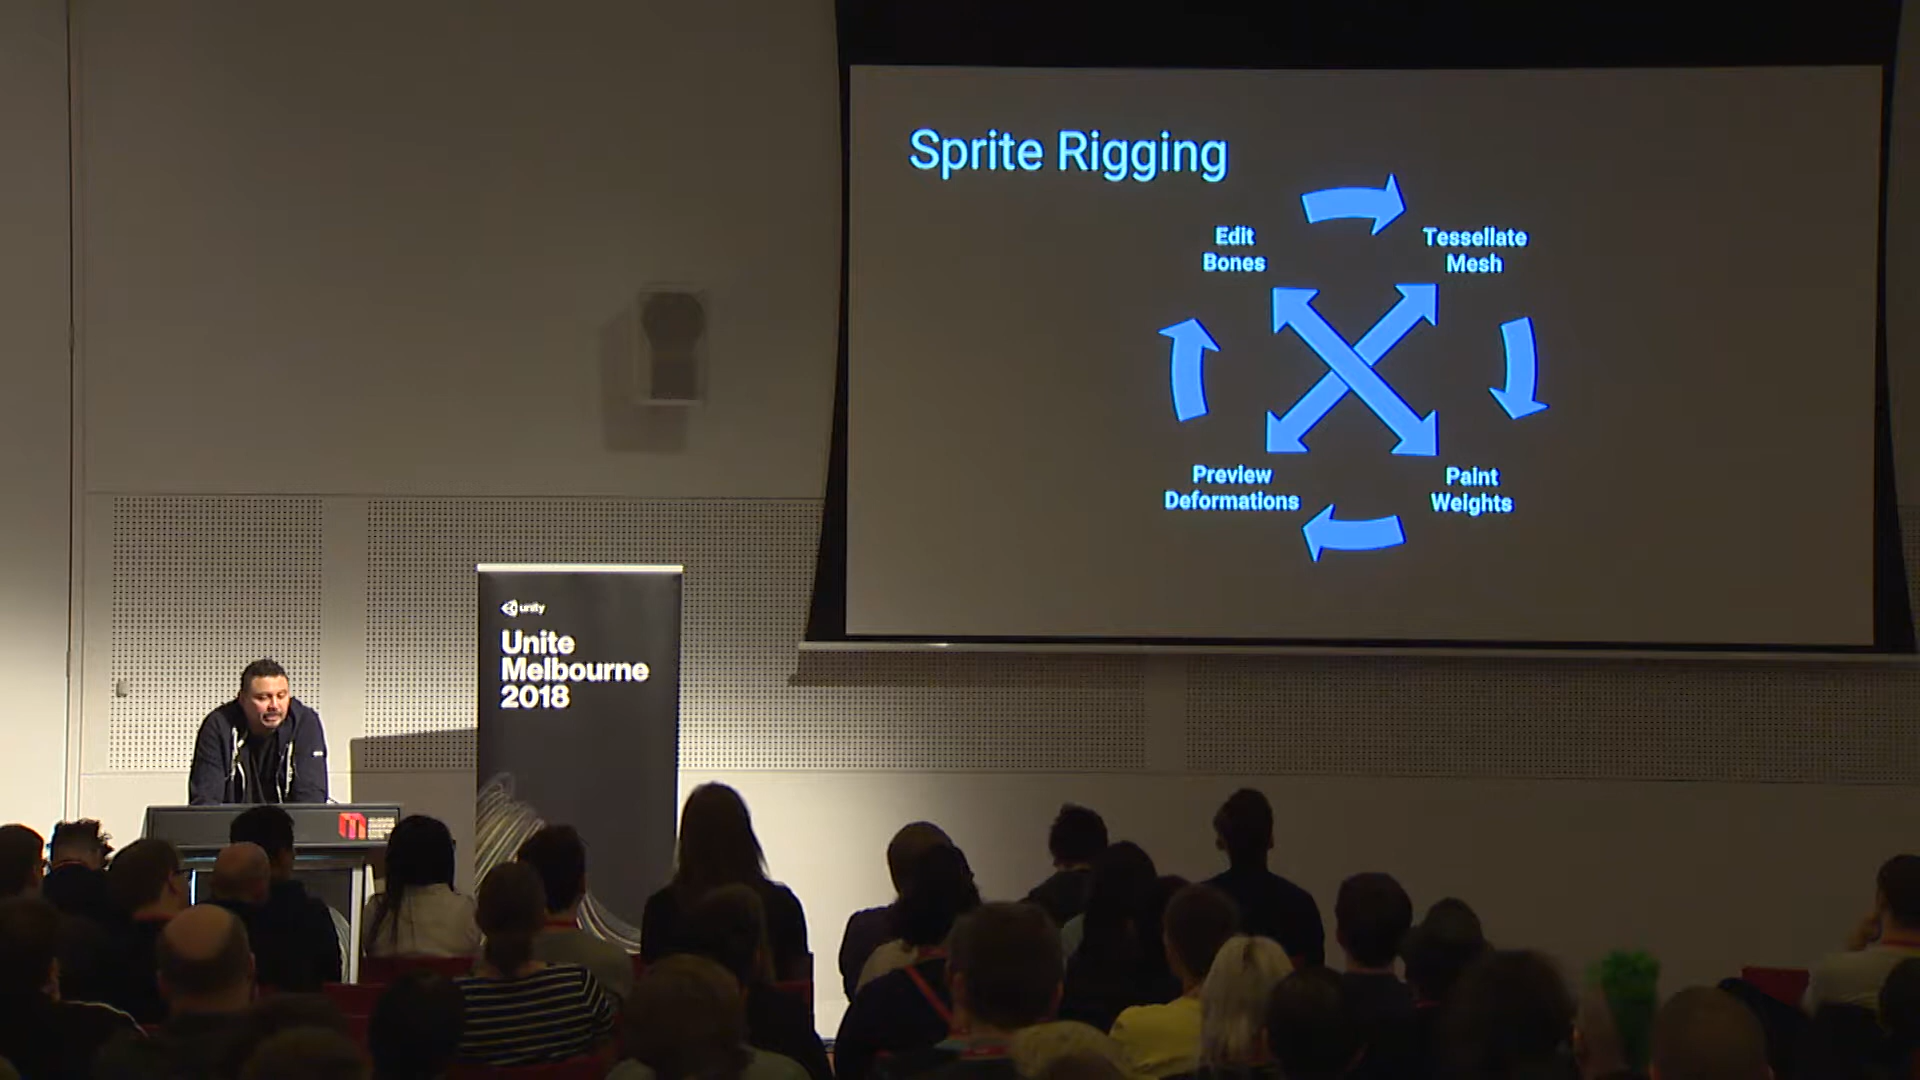 Sprite Rigging
Edit
Bones
Tessellate
Mesh
Preview
Deformations
Paint
Weights
unity
Unite
Melbourne
2018